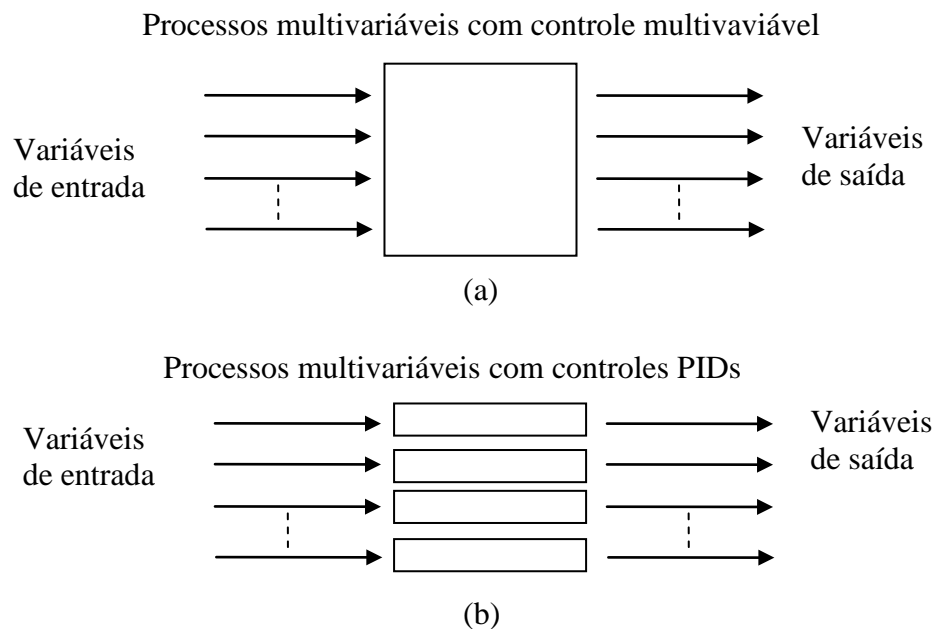 Processos multivariáveis com controle multivaviável
Variáveis
de entrada
Variáveis
de saída
(a)
Processos multivariáveis com controles PIDs
Variáveis
de entrada
Variáveis
de saída
(b)